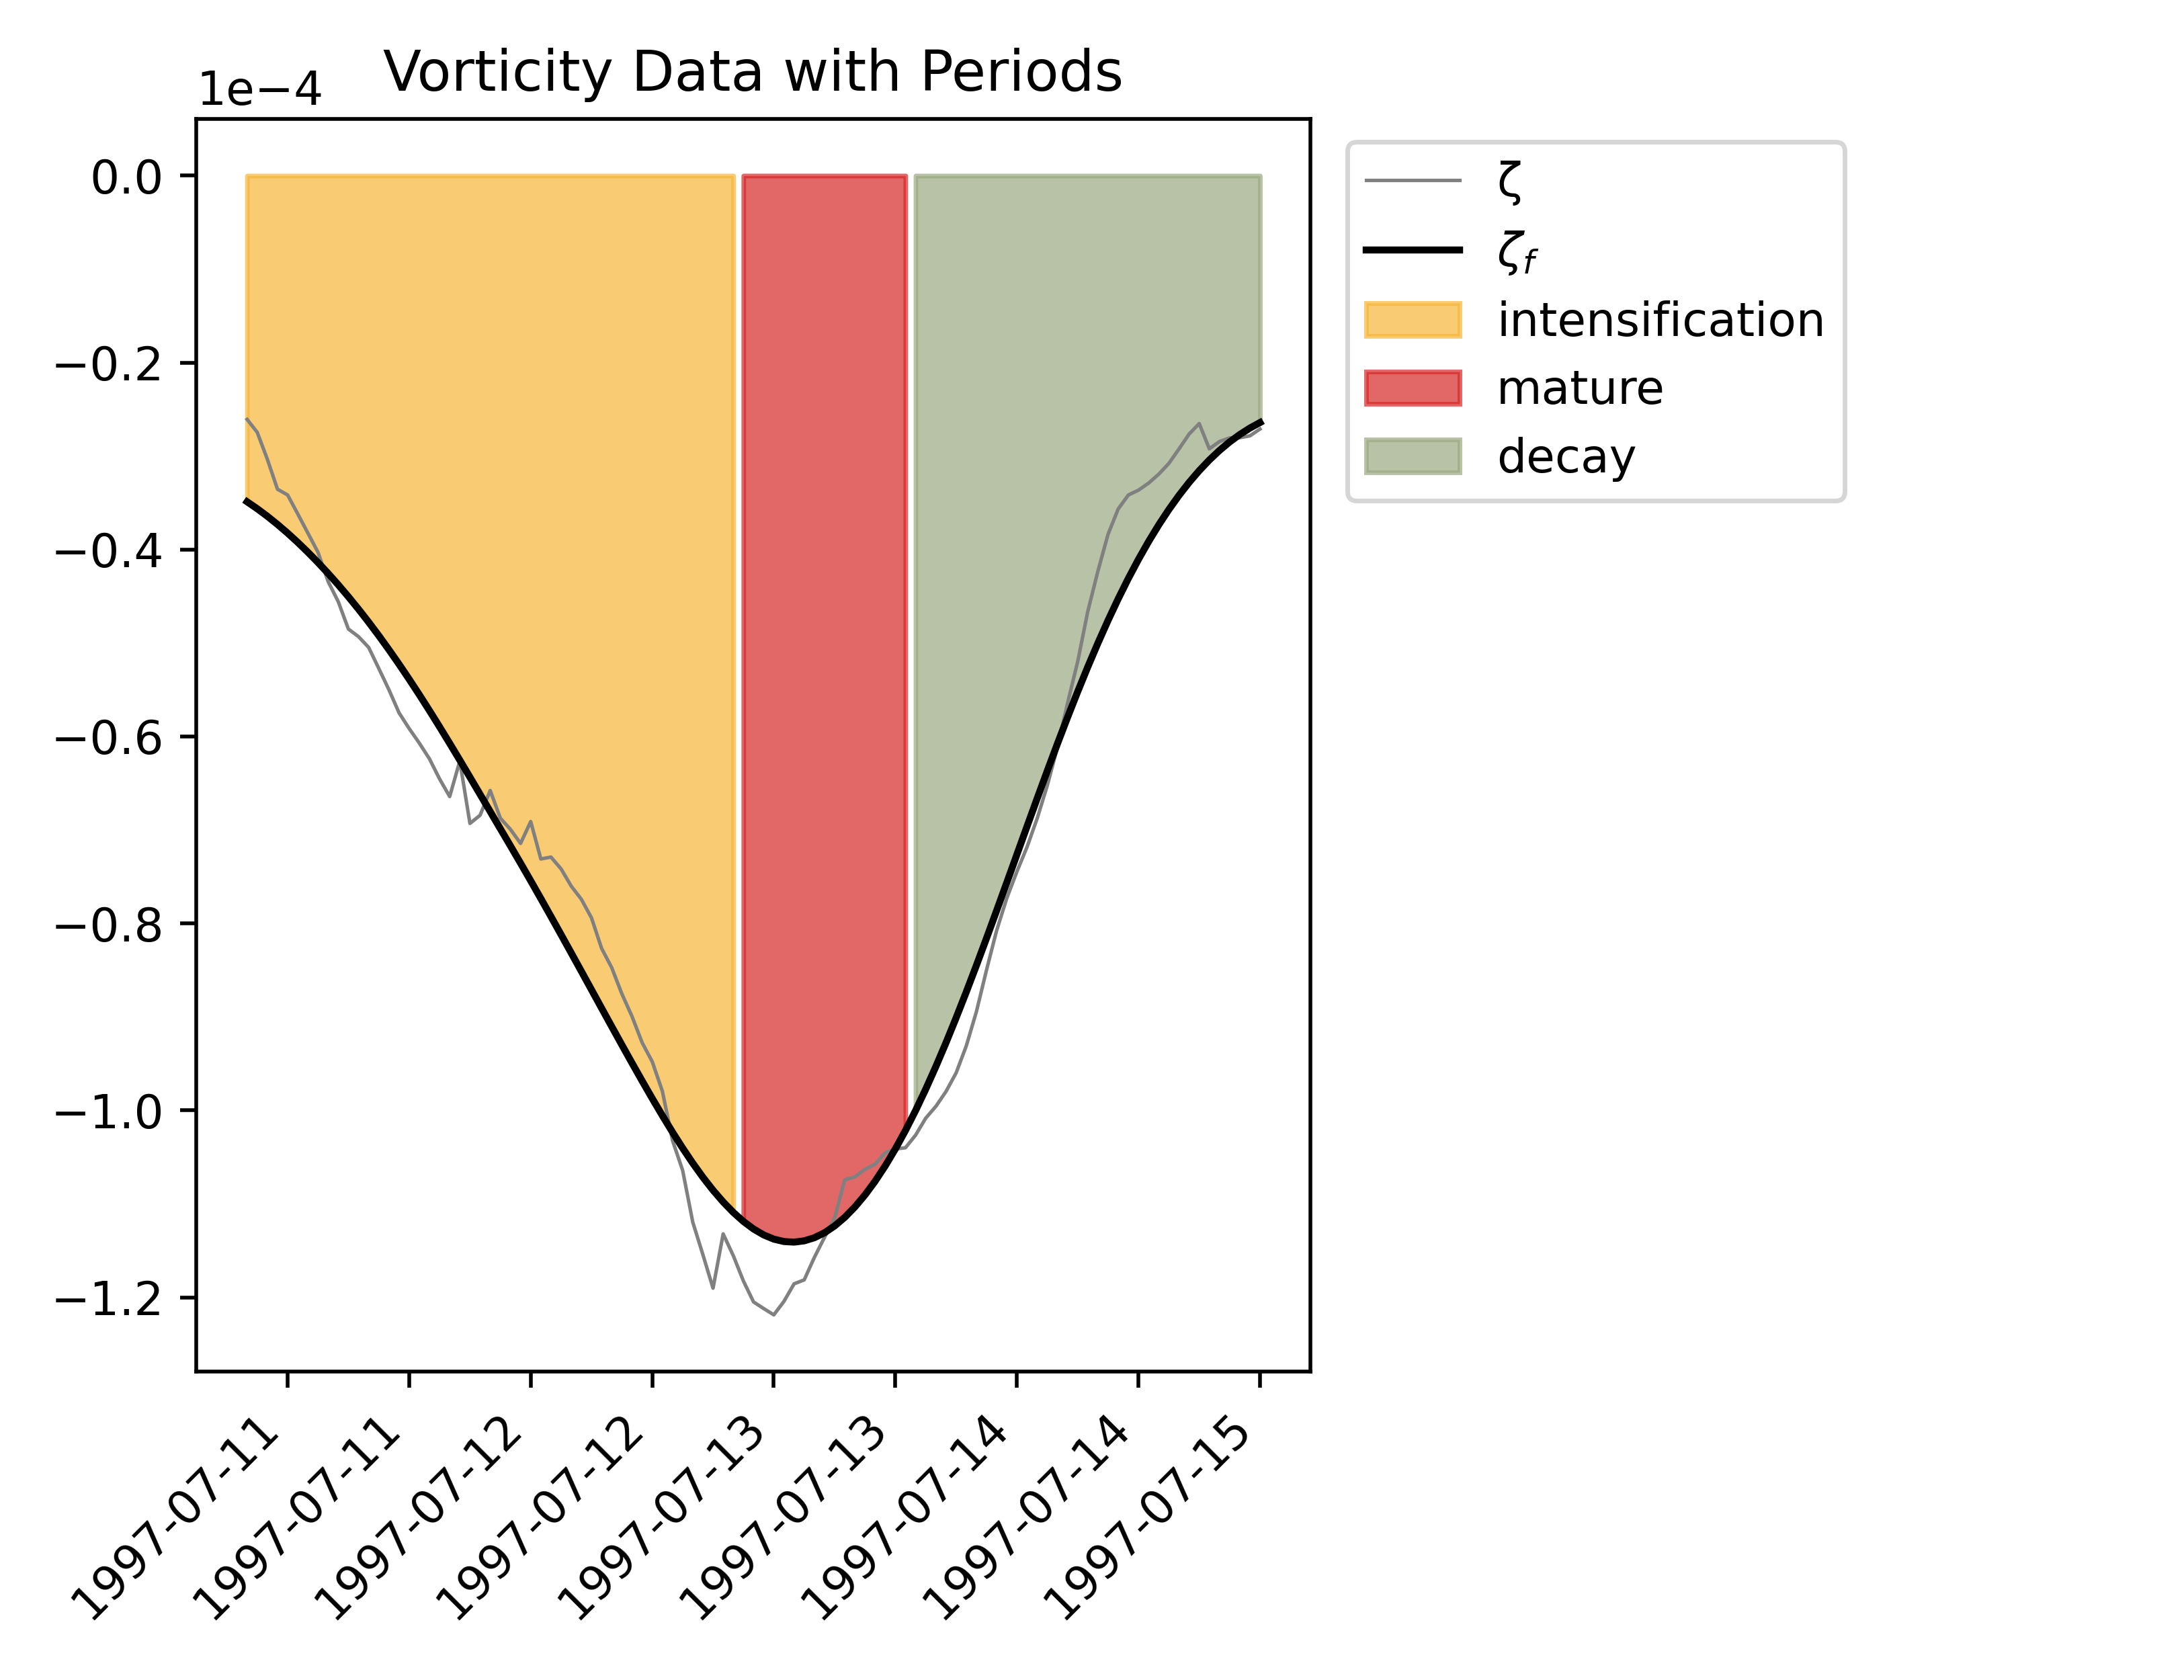 Vorticity Data with Periods
1e−4
0.0
−0.2
−0.4
−0.6
−0.8
−1.0
−1.2
1997-07-11
1997-07-11
1997-07-12
1997-07-12
1997-07-13
1997-07-13
1997-07-14
1997-07-14
1997-07-15
ζ
ζf
intensification
mature
decay